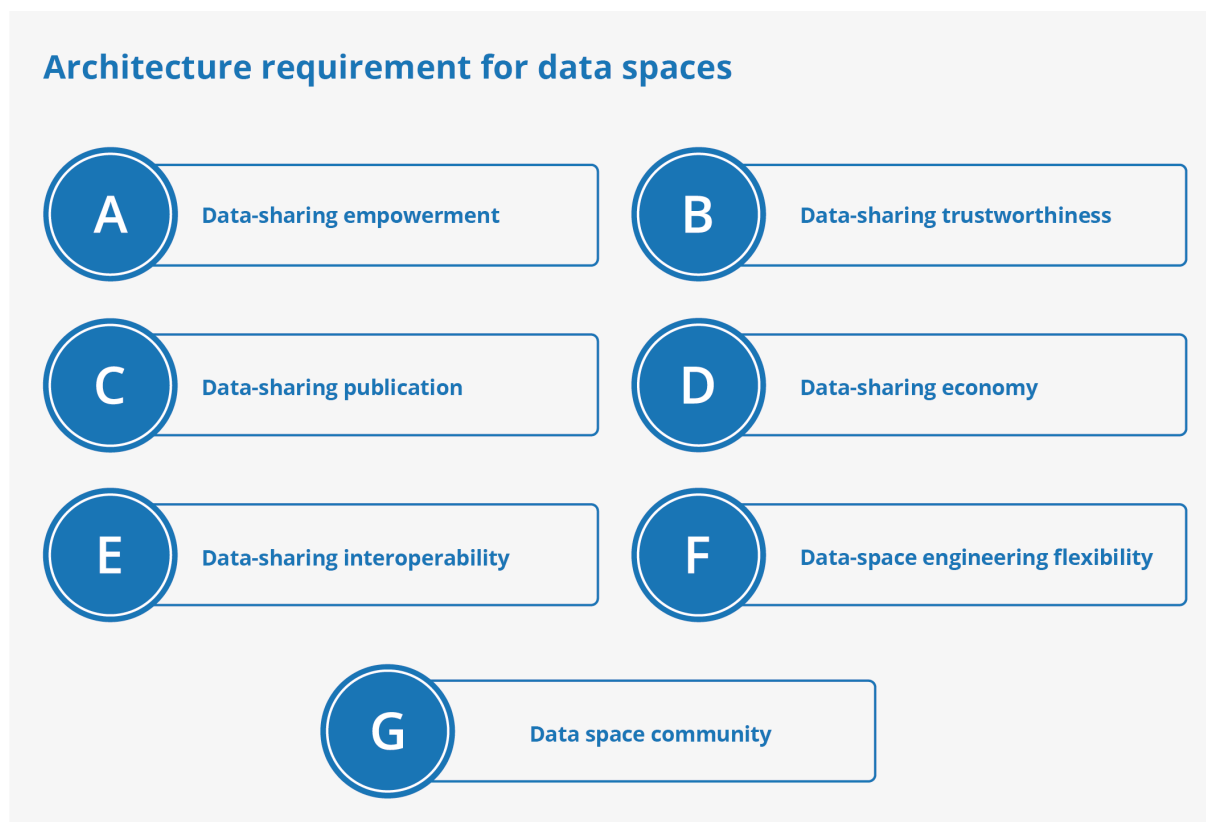 Architecture requirement for data spaces
A
Data-sharing empowerment
B
Data-sharing trustworthiness
C
Data-sharing publication
D
Data-sharing economy
E
Data-sharing interoperability
F
Data-space engineering flexibility
G
Data space community